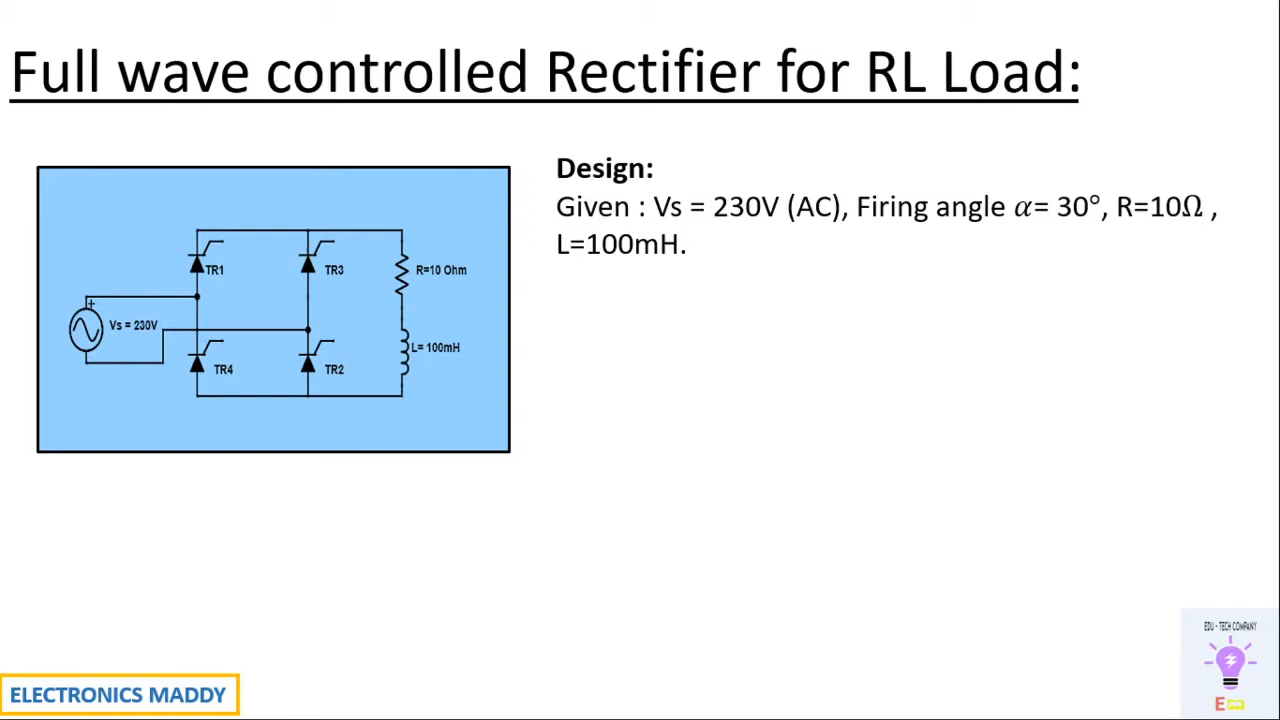 Full wave controlled Rectifier for RL Load:
Design:
Given : Vs = 230V (AC), Firing angle 𝛼= 30°, R=10Ω ,
L=100mH.
TR1
TR3
R=10 Ohm
+
Vs = 230V
L= 100mH
TR4
TR2
EDU - TECH COMPANY
E
ELECTRONICS MADDY